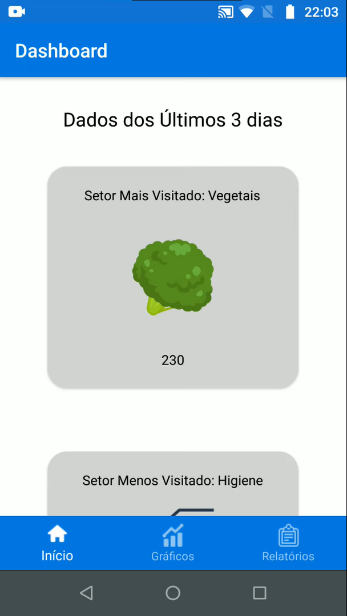 22:03
Dashboard
Dados dos Últimos 3 dias
Setor Mais Visitado: Vegetais
230
Setor Menos Visitado: Higiene
Início
Gráficos
Relatórios